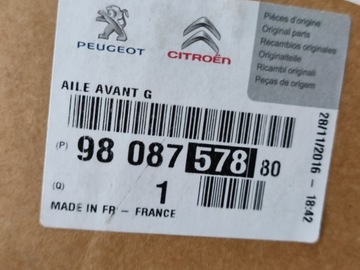 PEUGEOT
CITROËN
Pièces d'origine
Original parts
Recambios originales
Originalteile
Ricambi originali
Peças de origem
AILE AVANT G
(P) 98 087 578 80
(Q) 1
MADE IN FR - FRANCE
28/11/2016 - 18:42